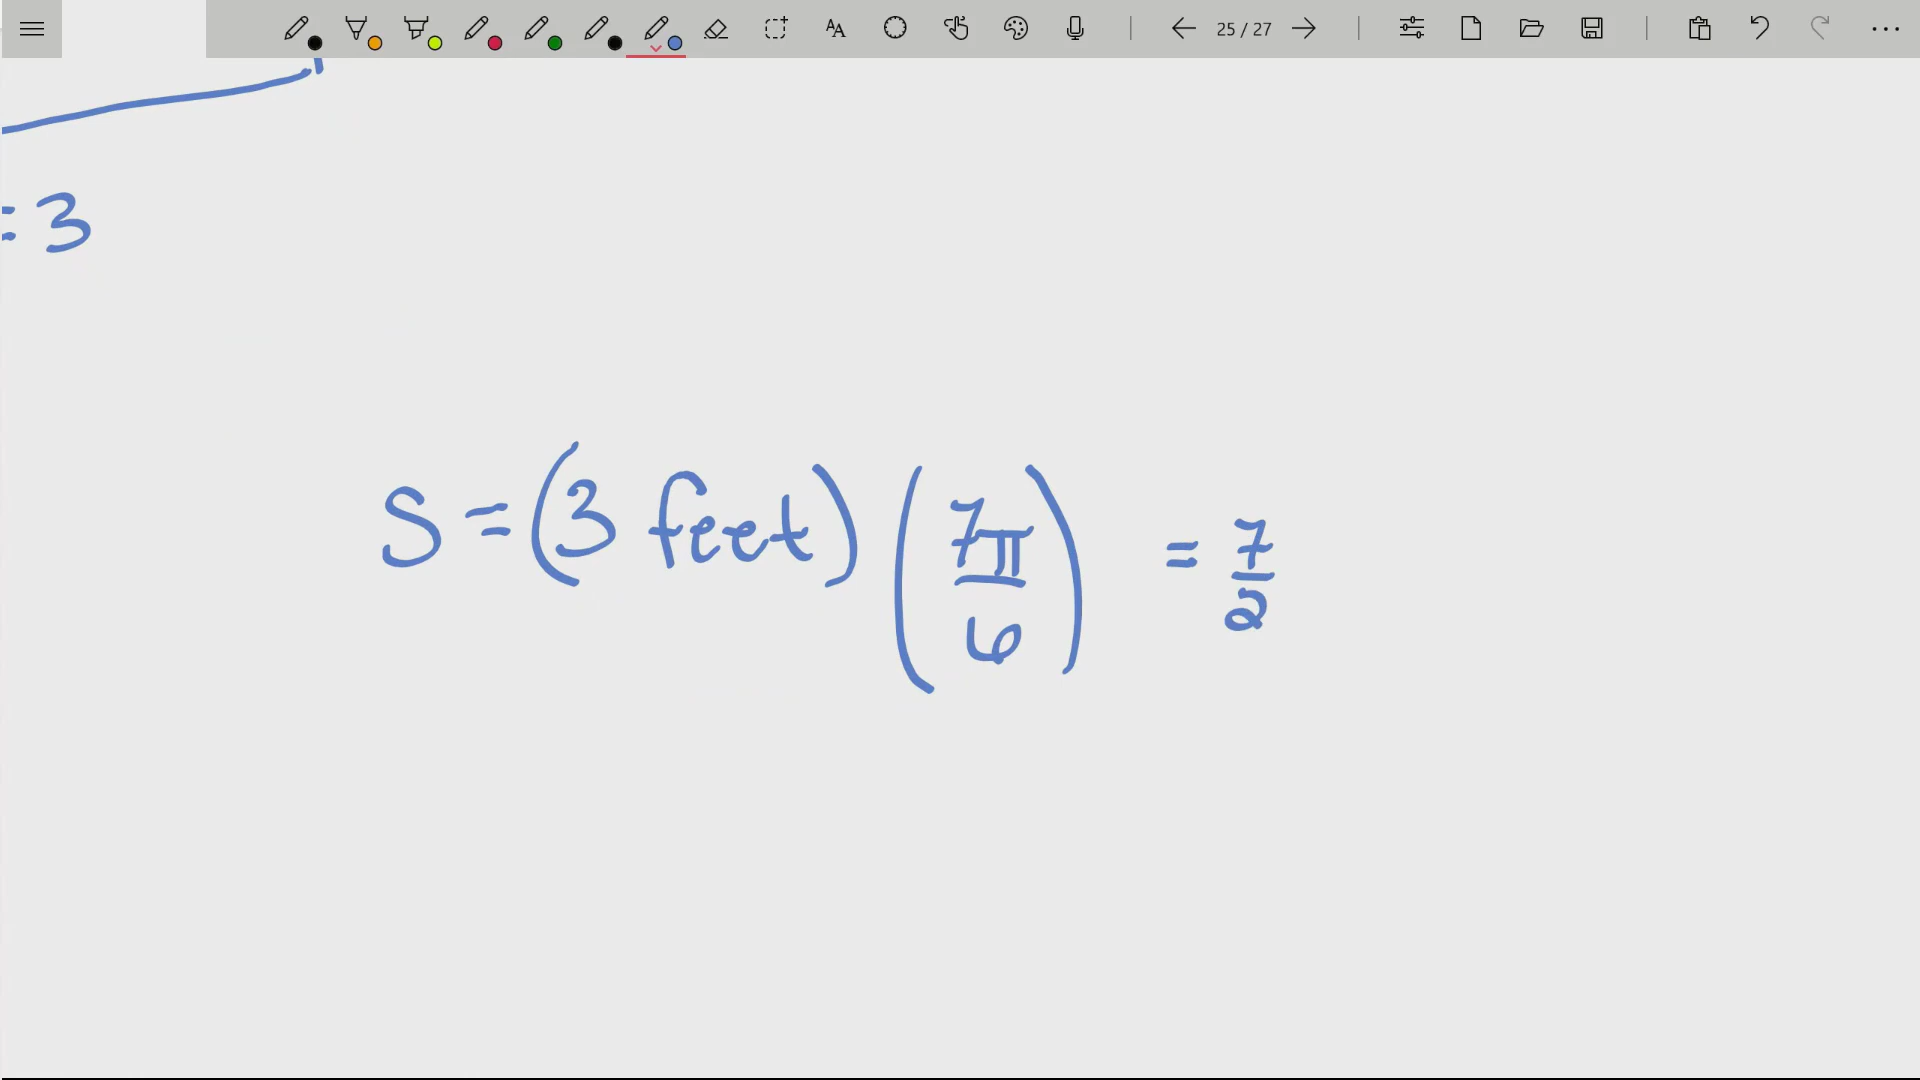 25 / 27
= 3
S = (3 feet) (7π/6) = 7/2